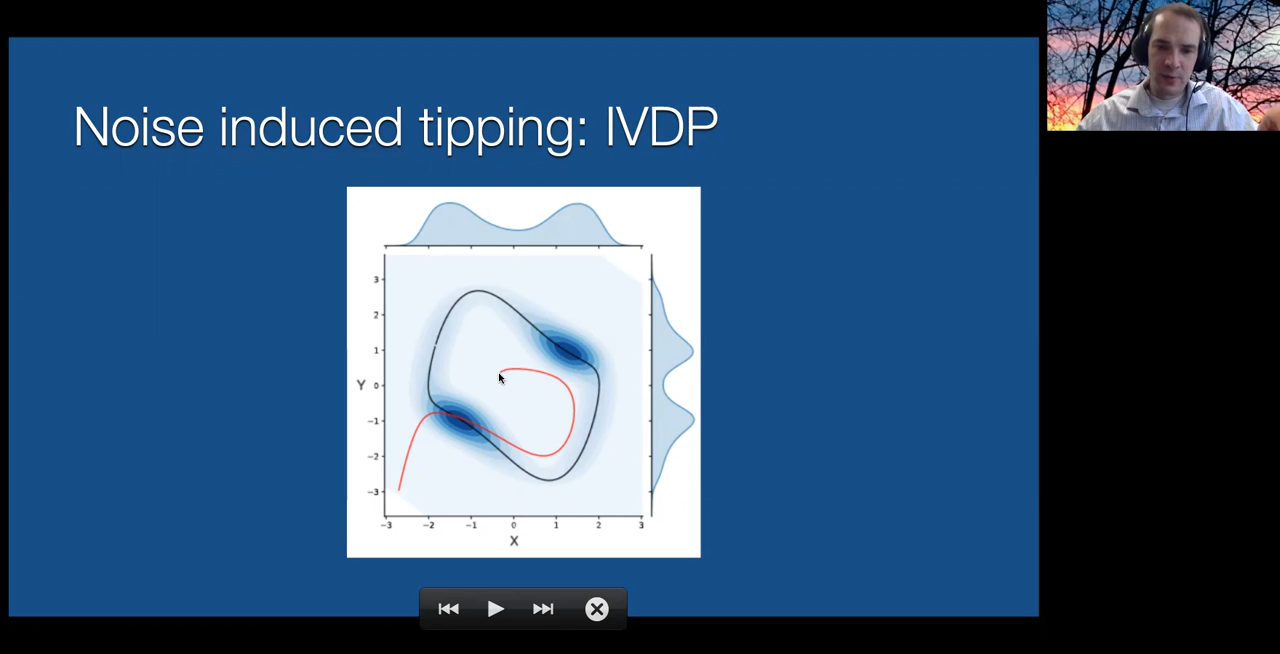 Noise induced tipping: IVDP
3
2
1
Y 0
−1
−2
−3
−3 −2 −1 0 1 2 3
X